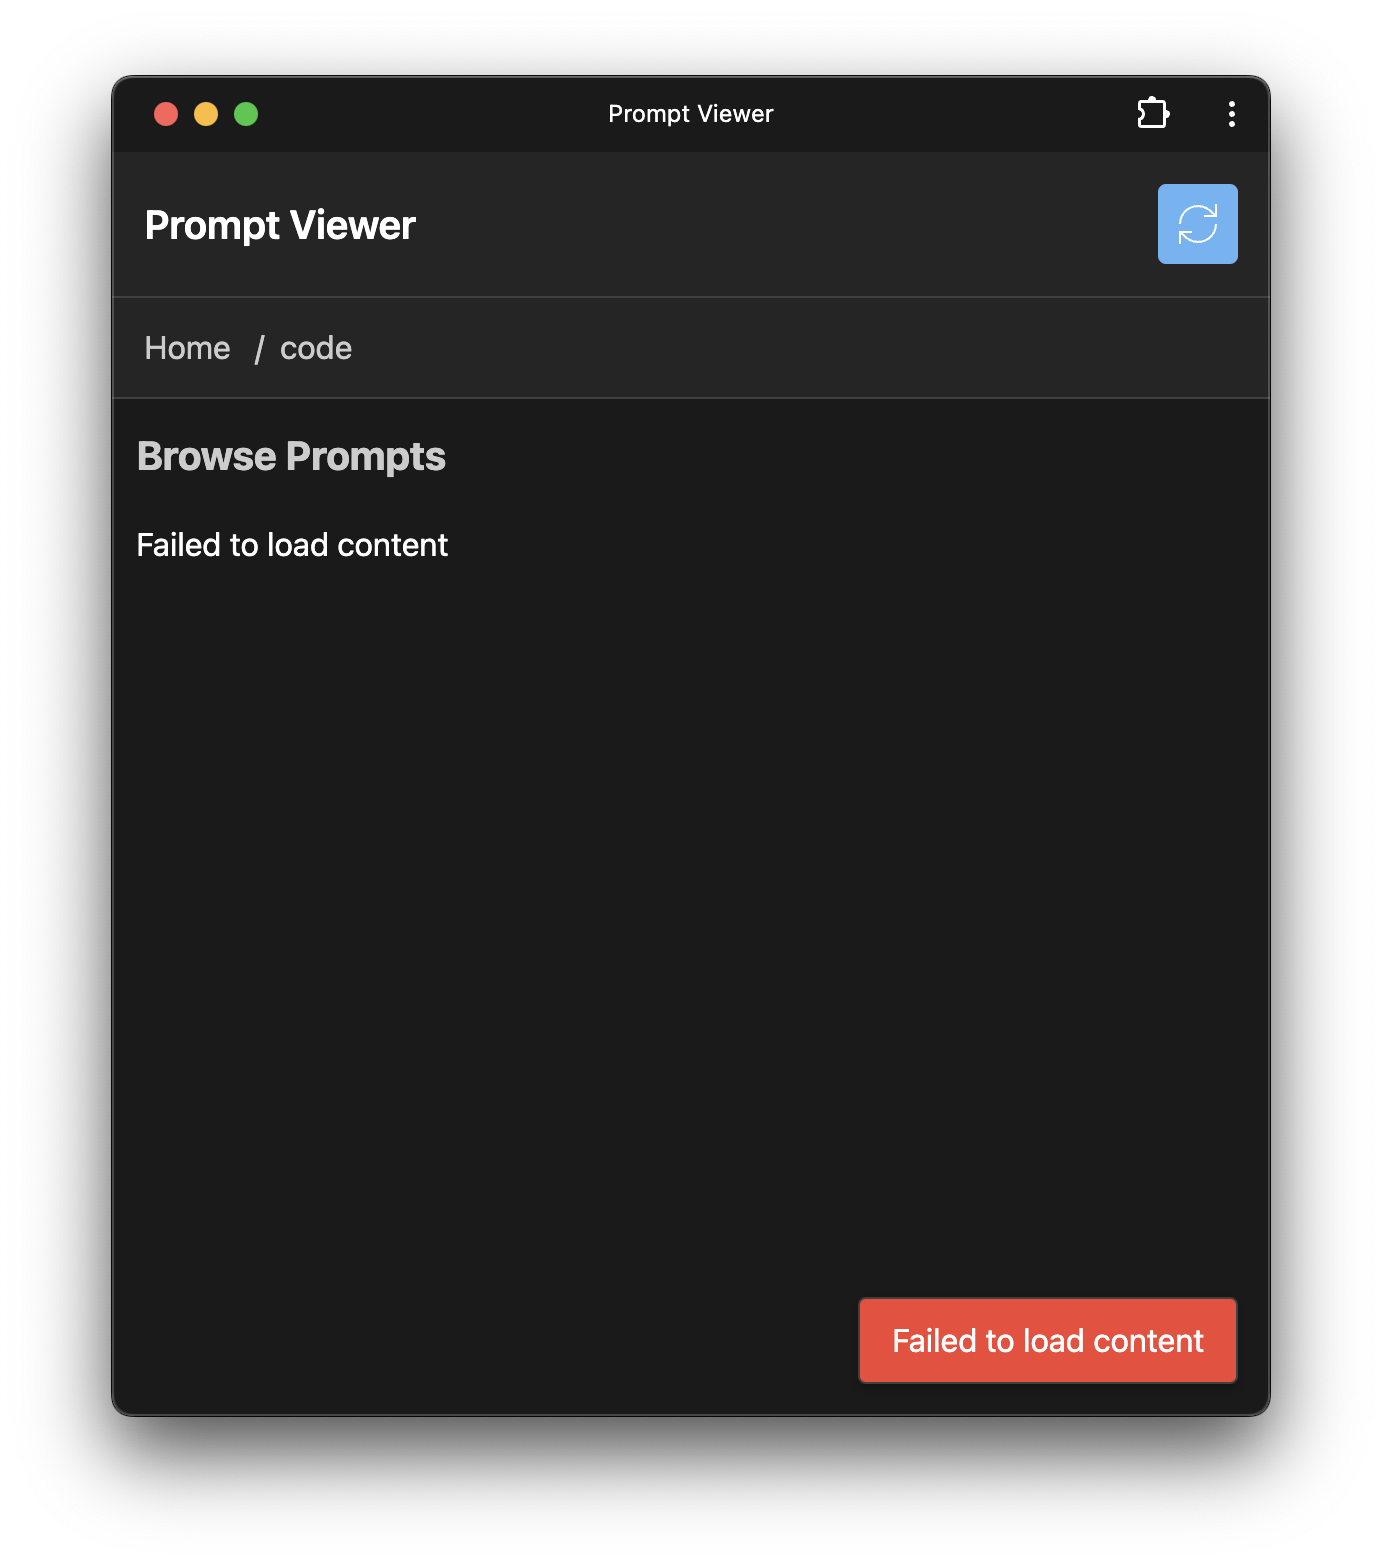 Prompt Viewer
Prompt Viewer
Home / code
Browse Prompts
Failed to load content
Failed to load content